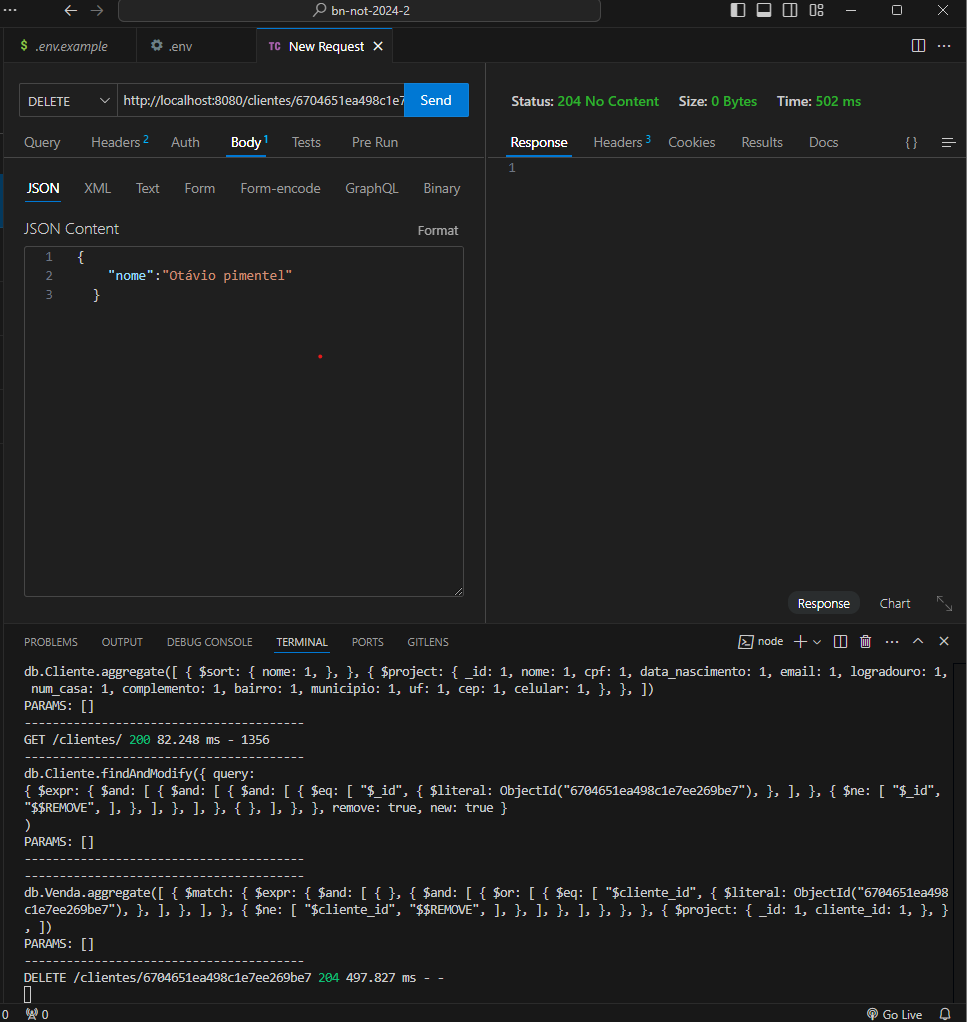 bn-not-2024-2
$ .env.example
.env
TC New Request
DELETE
http://localhost:8080/clientes/6704651ea498c1e7
Send
Status: 204 No Content Size: 0 Bytes Time: 502 ms
Query Headers 2 Auth Body 1 Tests Pre Run
Response Headers 3 Cookies Results Docs { }
JSON XML Text Form Form-encode GraphQL Binary
JSON Content
Format
1 {
2 "nome":"Otávio pimentel"
3 }
1
Response Chart
PROBLEMS OUTPUT DEBUG CONSOLE TERMINAL PORTS GITLENS
node
db.Cliente.aggregate([ { $sort: { nome: 1, }, }, { $project: { _id: 1, nome: 1, cpf: 1, data_nascimento: 1, email: 1, logradouro: 1,
num_casa: 1, complemento: 1, bairro: 1, municipio: 1, uf: 1, cep: 1, celular: 1, }, }, ])
PARAMS: []
----------------------------------------
GET /clientes/ 200 82.248 ms - 1356
----------------------------------------
db.Cliente.findAndModify({ query:
{ $expr: { $and: [ { $and: [ { $and: [ { $eq: [ "$_id", { $literal: ObjectId("6704651ea498c1e7ee269be7"), }, ], }, { $ne: [ "$_id",
"$$REMOVE", ], }, ], }, ], }, { }, ], }, }, remove: true, new: true }
)
PARAMS: []
----------------------------------------
----------------------------------------
db.Venda.aggregate([ { $match: { $expr: { $and: [ { }, { $and: [ { $or: [ { $eq: [ "$cliente_id", { $literal: ObjectId("6704651ea498
c1e7ee269be7"), }, ], }, ], }, { $ne: [ "$cliente_id", "$$REMOVE", ], }, ], }, ], }, }, }, { $project: { _id: 1, cliente_id: 1, }, }
, ])
PARAMS: []
----------------------------------------
DELETE /clientes/6704651ea498c1e7ee269be7 204 497.827 ms - -
0 0
Go Live